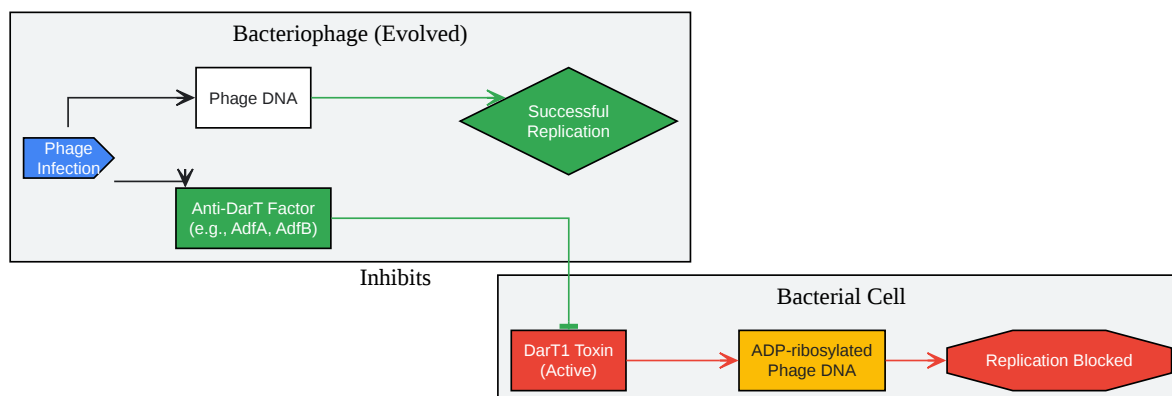 Bacteriophage (Evolved)
Phage DNA
Successful
Replication
Phage
Infection
Anti-DarT Factor
(e.g., AdfA, AdfB)
Inhibits
Bacterial Cell
DarT1 Toxin
(Active)
ADP-ribosylated
Phage DNA
Replication Blocked